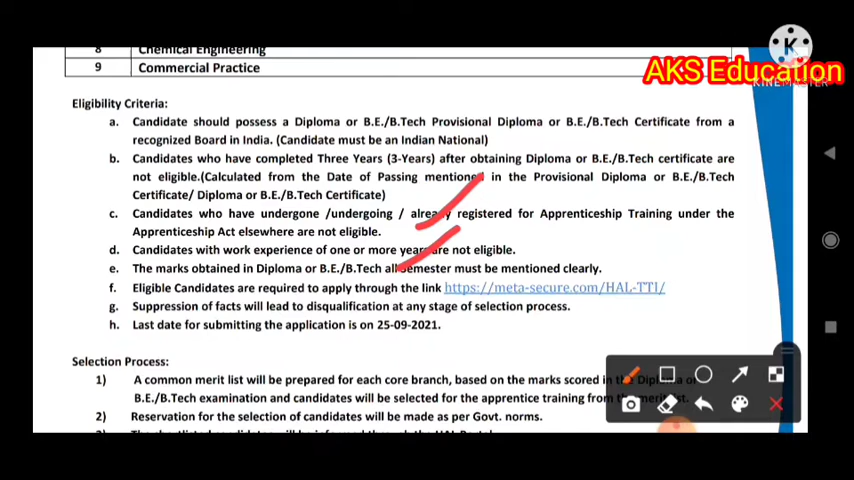 8 Chemical Engineering
9 Commercial Practice
K
AKS Education
KINEMASTER
Eligibility Criteria:
a. Candidate should possess a Diploma or B.E./B.Tech Provisional Diploma or B.E./B.Tech Certificate from a
recognized Board in India. (Candidate must be an Indian National)
b. Candidates who have completed Three Years (3-Years) after obtaining Diploma or B.E./B.Tech certificate are
not eligible.(Calculated from the Date of Passing mentioned in the Provisional Diploma or B.E./B.Tech
Certificate/ Diploma or B.E./B.Tech Certificate)
c. Candidates who have undergone /undergoing / already registered for Apprenticeship Training under the
Apprenticeship Act elsewhere are not eligible.
d. Candidates with work experience of one or more years are not eligible.
e. The marks obtained in Diploma or B.E./B.Tech all Semester must be mentioned clearly.
f. Eligible Candidates are required to apply through the link https://meta-secure.com/HAL-TTI/
g. Suppression of facts will lead to disqualification at any stage of selection process.
h. Last date for submitting the application is on 25-09-2021.
Selection Process:
1) A common merit list will be prepared for each core branch, based on the marks scored in the Diploma or
B.E./B.Tech examination and candidates will be selected for the apprentice training from the merit list.
2) Reservation for the selection of candidates will be made as per Govt. norms.